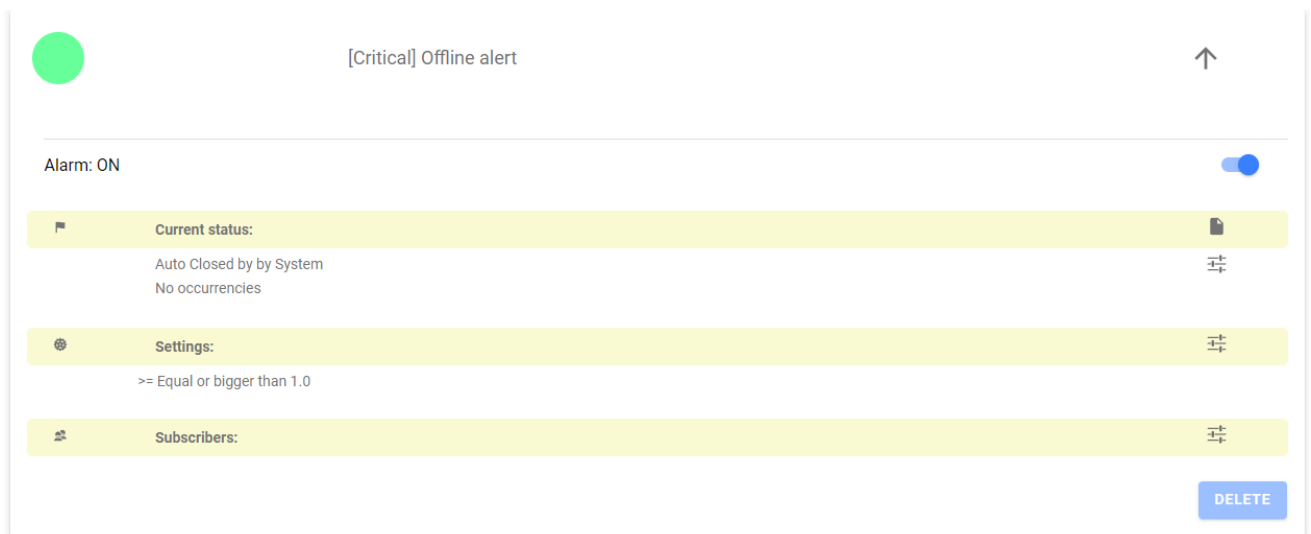 [Critical] Offline alert
Alarm: ON
Current status:
Auto Closed by by System
No occurrencies
Settings:
>= Equal or bigger than 1.0
Subscribers:
DELETE